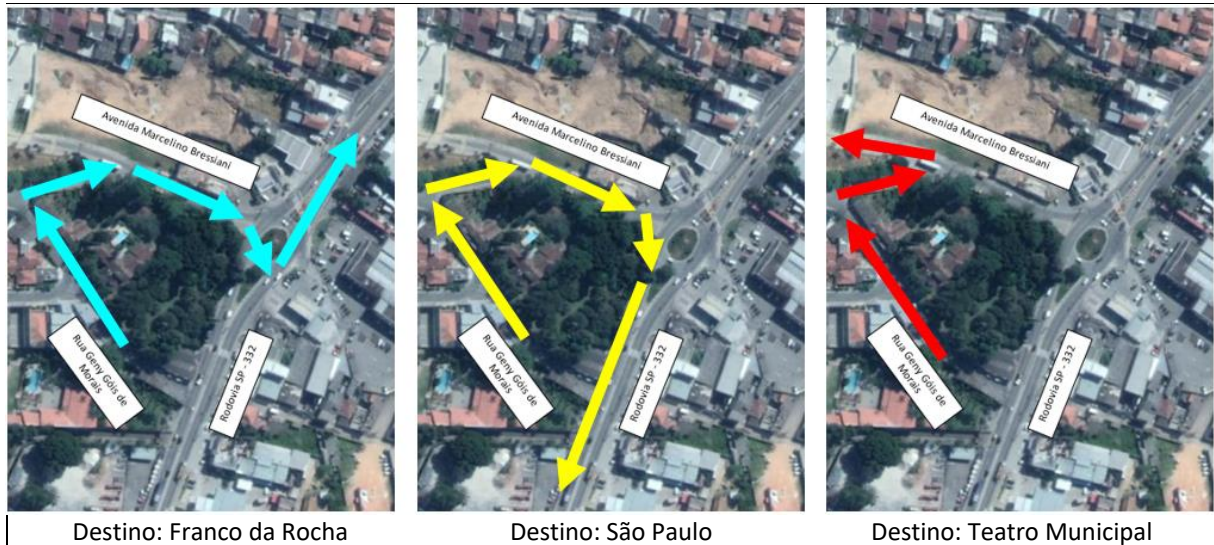 Avenida Marcelino Bressiani
Rua Geny Góis de
Morais
Rodovia SP - 332
Avenida Marcelino Bressiani
Rua Geny Góis de
Morais
Rodovia SP - 332
Avenida Marcelino Bressiani
Rua Geny Góis de
Morais
Rodovia SP - 332
Destino: Franco da Rocha
Destino: São Paulo
Destino: Teatro Municipal